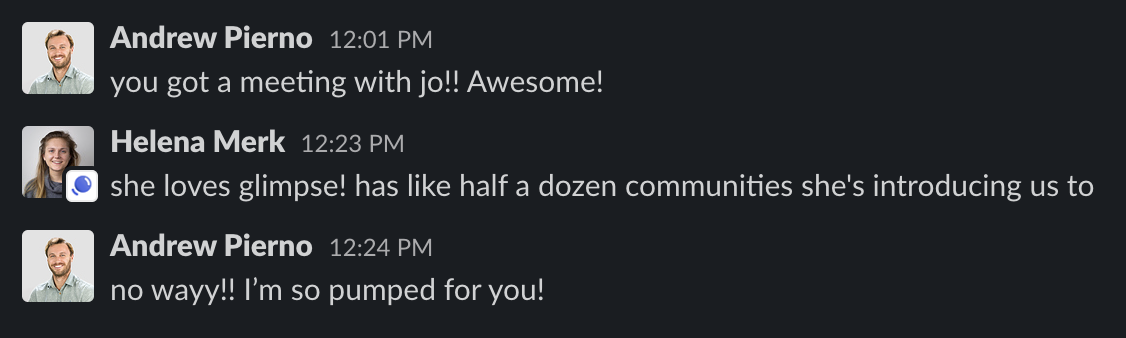 Andrew Pierno 12:01 PM
you got a meeting with jo!! Awesome!
Helena Merk 12:23 PM
she loves glimpse! has like half a dozen communities she's introducing us to
Andrew Pierno 12:24 PM
no wayy!! I’m so pumped for you!